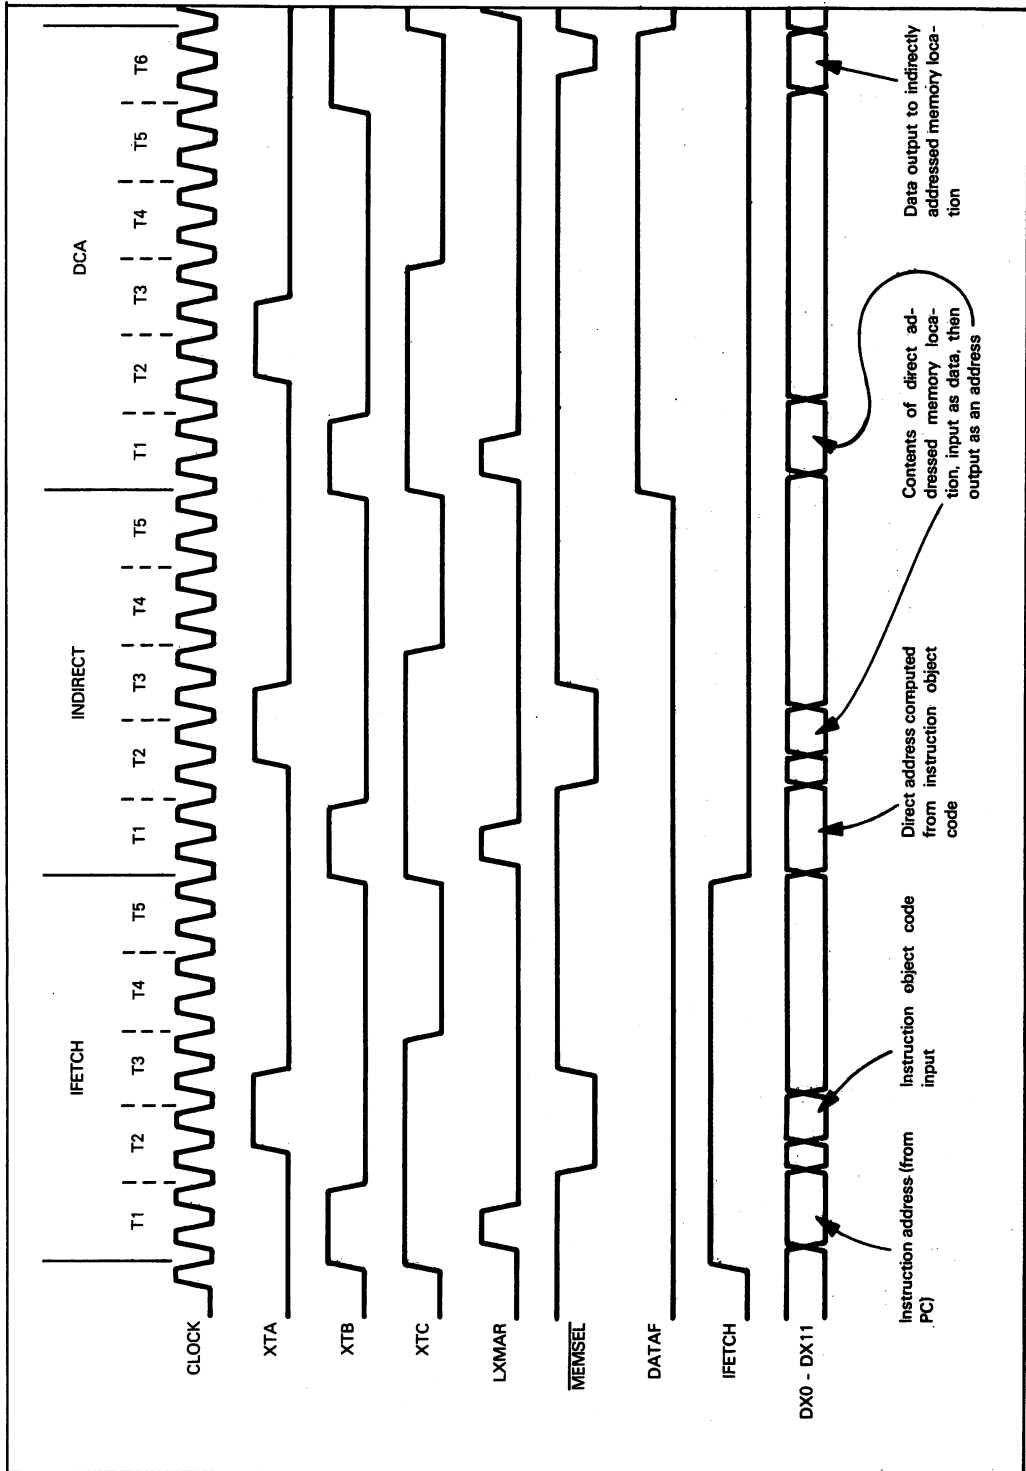 IFETCH
INDIRECT
DCA
T1 T2 T3 T4 T5
T1 T2 T3 T4 T5
T1 T2 T3 T4 T5 T6
CLOCK
XTA
XTB
XTC
LXMAR
MEMSEL
DATAF
IFETCH
DX0 - DX11
Instruction address (from
PC)
Instruction object code
input
Direct address computed
from instruction object
code
Contents of direct ad-
dressed memory loca-
tion, input as data, then
output as an address
Data output to indirectly
addressed memory loca-
tion